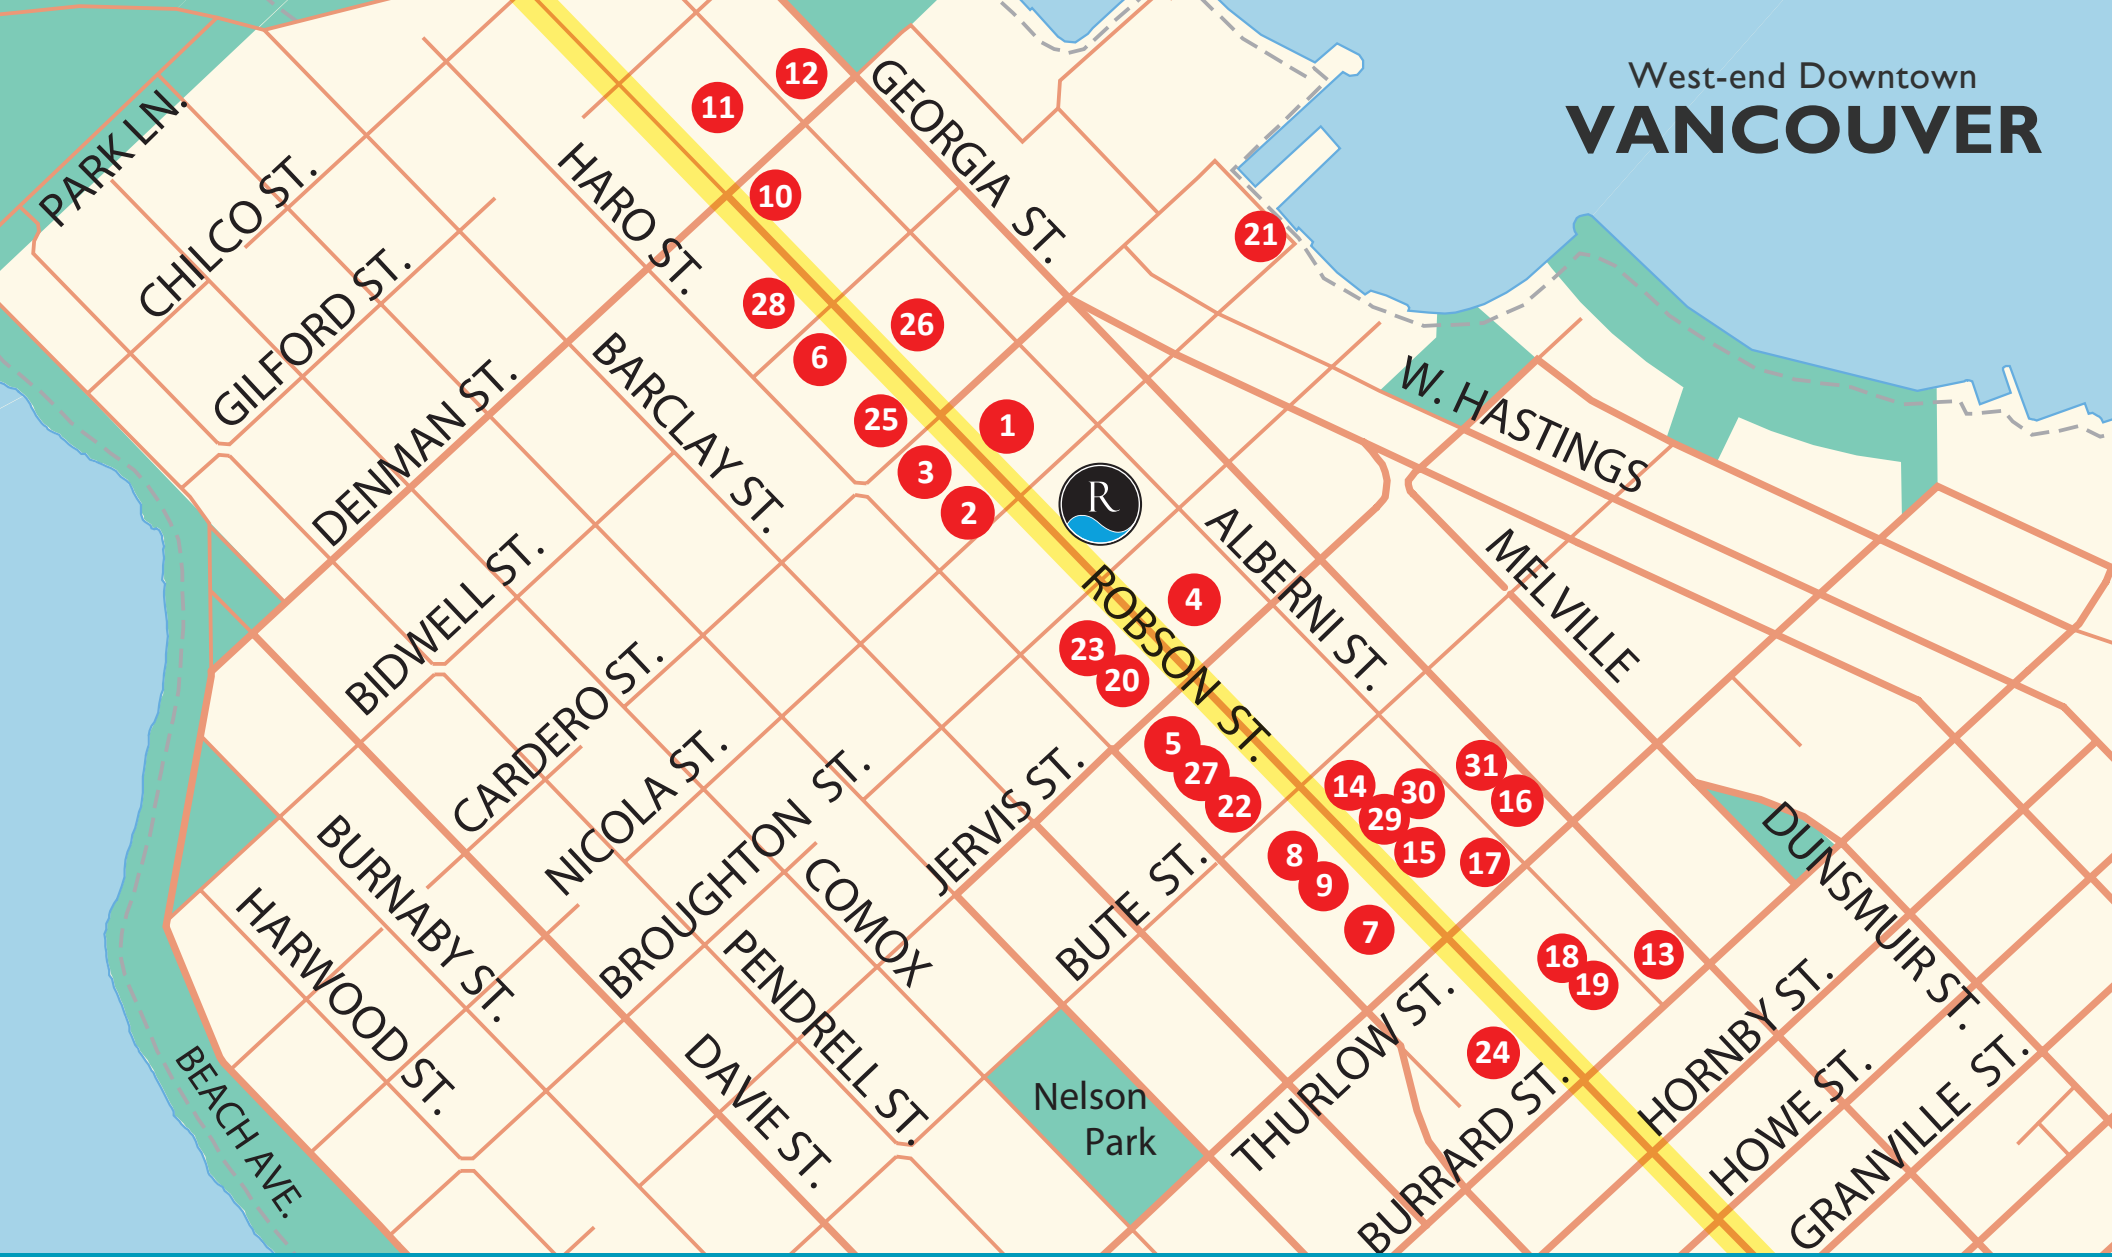 West-end Downtown
VANCOUVER
12
11
GEORGIA ST.
PARK LN.
HARO ST.
CHILCO ST.
10
21
GILFORD ST.
28
26
6
DENMAN ST.
BARCLAY ST.
W. HASTINGS
25
1
3
2
R
ALBERNI ST.
MELVILLE
BIDWELL ST.
ROBSON ST.
4
23
20
CARDERO ST.
NICOLA ST.
BROUGHTON ST.
JERVIS ST.
5
27
22
14
30
29
15
31
16
17
DUNSMUIR ST.
BURNABY ST.
COMOX
BUTE ST.
8
9
7
HARWOOD ST.
PENDRELL ST.
18
19
13
THURLOW ST.
HORNBY ST.
24
BEACH AVE.
DAVIE ST.
Nelson
Park
BURRARD ST.
HOWE ST.
GRANVILLE ST.